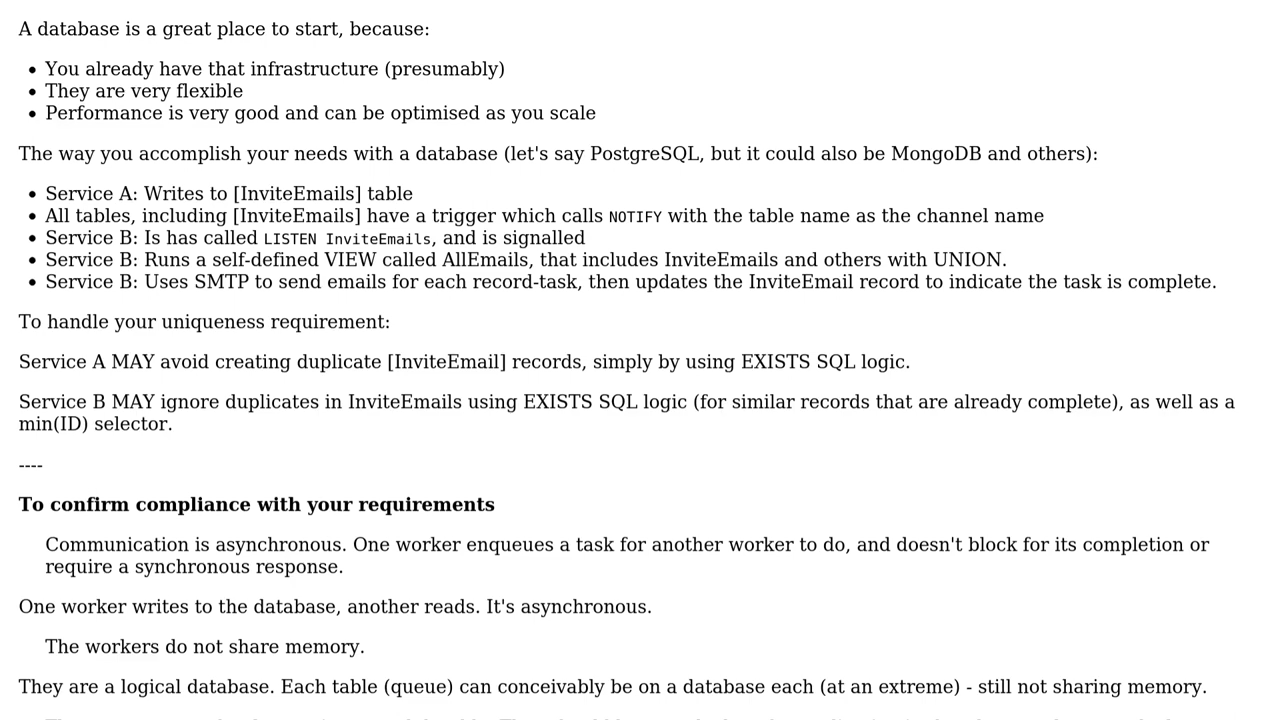 A database is a great place to start, because:
• You already have that infrastructure (presumably)
• They are very flexible
• Performance is very good and can be optimised as you scale
The way you accomplish your needs with a database (let's say PostgreSQL, but it could also be MongoDB and others):
• Service A: Writes to [InviteEmails] table
• All tables, including [InviteEmails] have a trigger which calls NOTIFY with the table name as the channel name
• Service B: Is has called LISTEN InviteEmails, and is signalled
• Service B: Runs a self-defined VIEW called AllEmails, that includes InviteEmails and others with UNION.
• Service B: Uses SMTP to send emails for each record-task, then updates the InviteEmail record to indicate the task is complete.
To handle your uniqueness requirement:
Service A MAY avoid creating duplicate [InviteEmail] records, simply by using EXISTS SQL logic.
Service B MAY ignore duplicates in InviteEmails using EXISTS SQL logic (for similar records that are already complete), as well as a
min(ID) selector.
----
To confirm compliance with your requirements
Communication is asynchronous. One worker enqueues a task for another worker to do, and doesn't block for its completion or
require a synchronous response.
One worker writes to the database, another reads. It's asynchronous.
The workers do not share memory.
They are a logical database. Each table (queue) can conceivably be on a database each (at an extreme) - still not sharing memory.